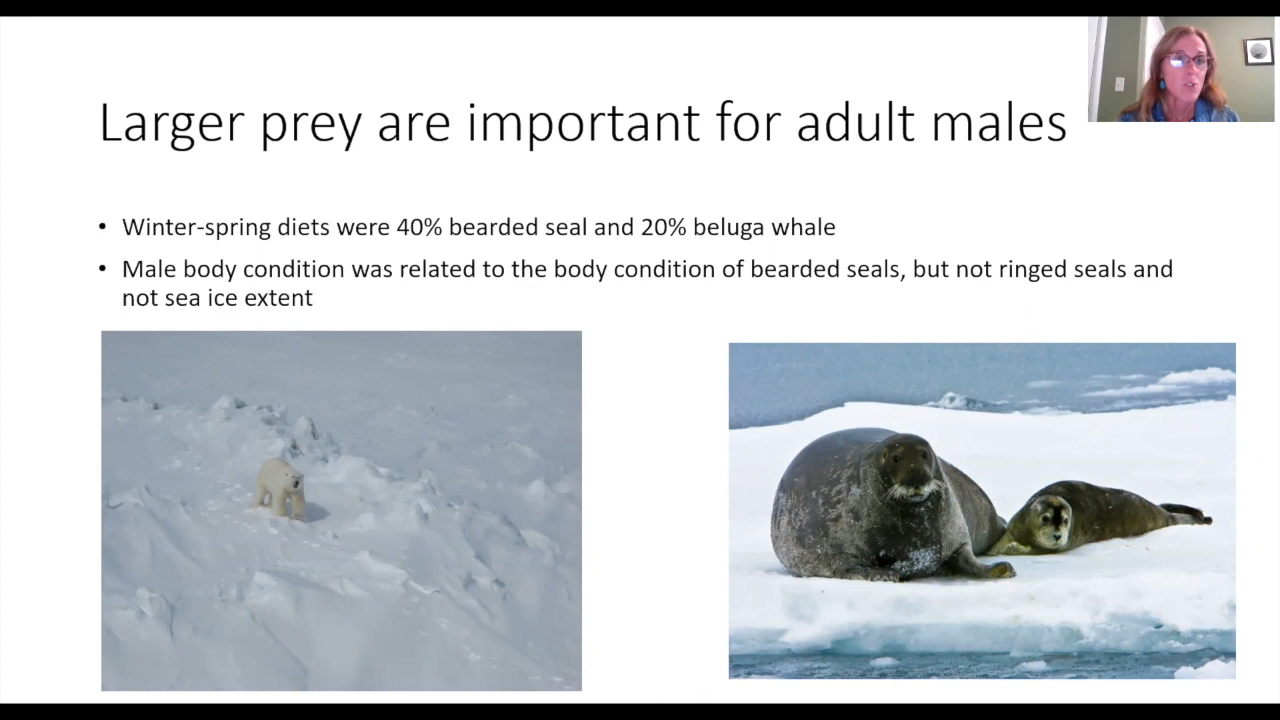 Larger prey are important for adult males
• Winter-spring diets were 40% bearded seal and 20% beluga whale
• Male body condition was related to the body condition of bearded seals, but not ringed seals and
not sea ice extent